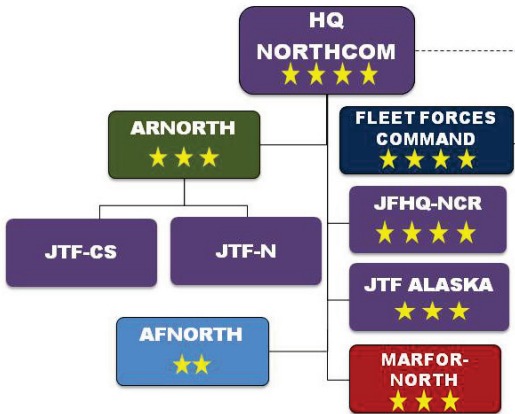 HQ
NORTHCOM
ARNORTH
FLEET FORCES
COMMAND
JTF-CS
JTF-N
JFHQ-NCR
JTF ALASKA
AFNORTH
MARFOR-
NORTH